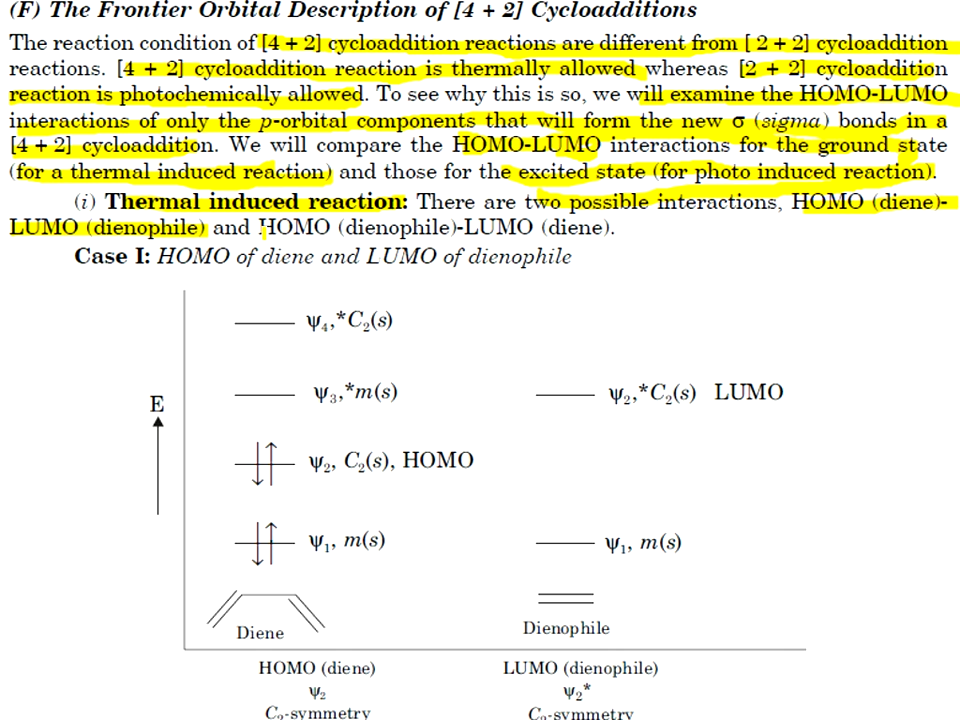 (F) The Frontier Orbital Description of [4 + 2] Cycloadditions
The reaction condition of [4 + 2] cycloaddition reactions are different from [ 2 + 2] cycloaddition
reactions. [4 + 2] cycloaddition reaction is thermally allowed whereas [2 + 2] cycloaddition
reaction is photochemically allowed. To see why this is so, we will examine the HOMO-LUMO
interactions of only the p-orbital components that will form the new σ (sigma) bonds in a
[4 + 2] cycloaddition. We will compare the HOMO-LUMO interactions for the ground state
(for a thermal induced reaction) and those for the excited state (for photo induced reaction).
(i) Thermal induced reaction: There are two possible interactions, HOMO (diene)-
LUMO (dienophile) and HOMO (dienophile)-LUMO (diene).
Case I: HOMO of diene and LUMO of dienophile
ψ₄,*C₂(s)
ψ₃,*m(s)
ψ₂,*C₂(s) LUMO
E
ψ₂, C₂(s), HOMO
ψ₁, m(s)
ψ₁, m(s)
Diene
Dienophile
HOMO (diene)
LUMO (dienophile)
ψ₂
ψ₂*
C₂-symmetry
C₂-symmetry